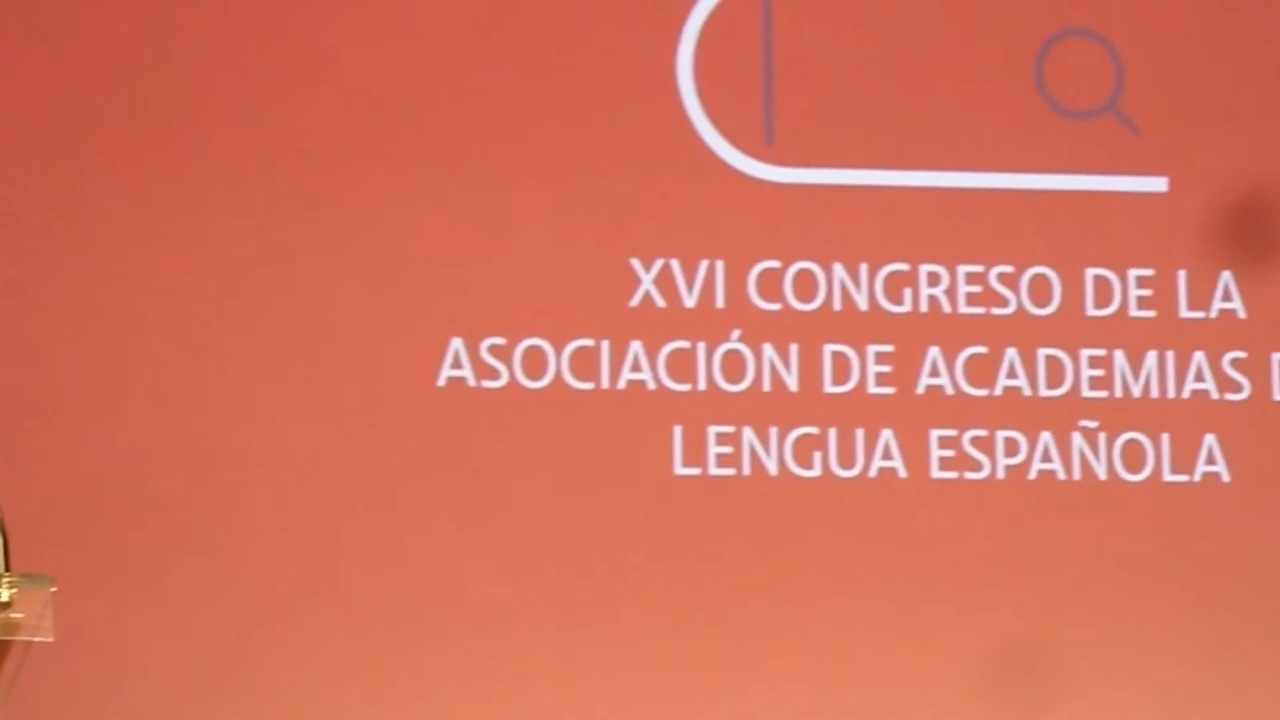 XVI CONGRESO DE LA
ASOCIACIÓN DE ACADEMIAS
LENGUA ESPAÑOLA